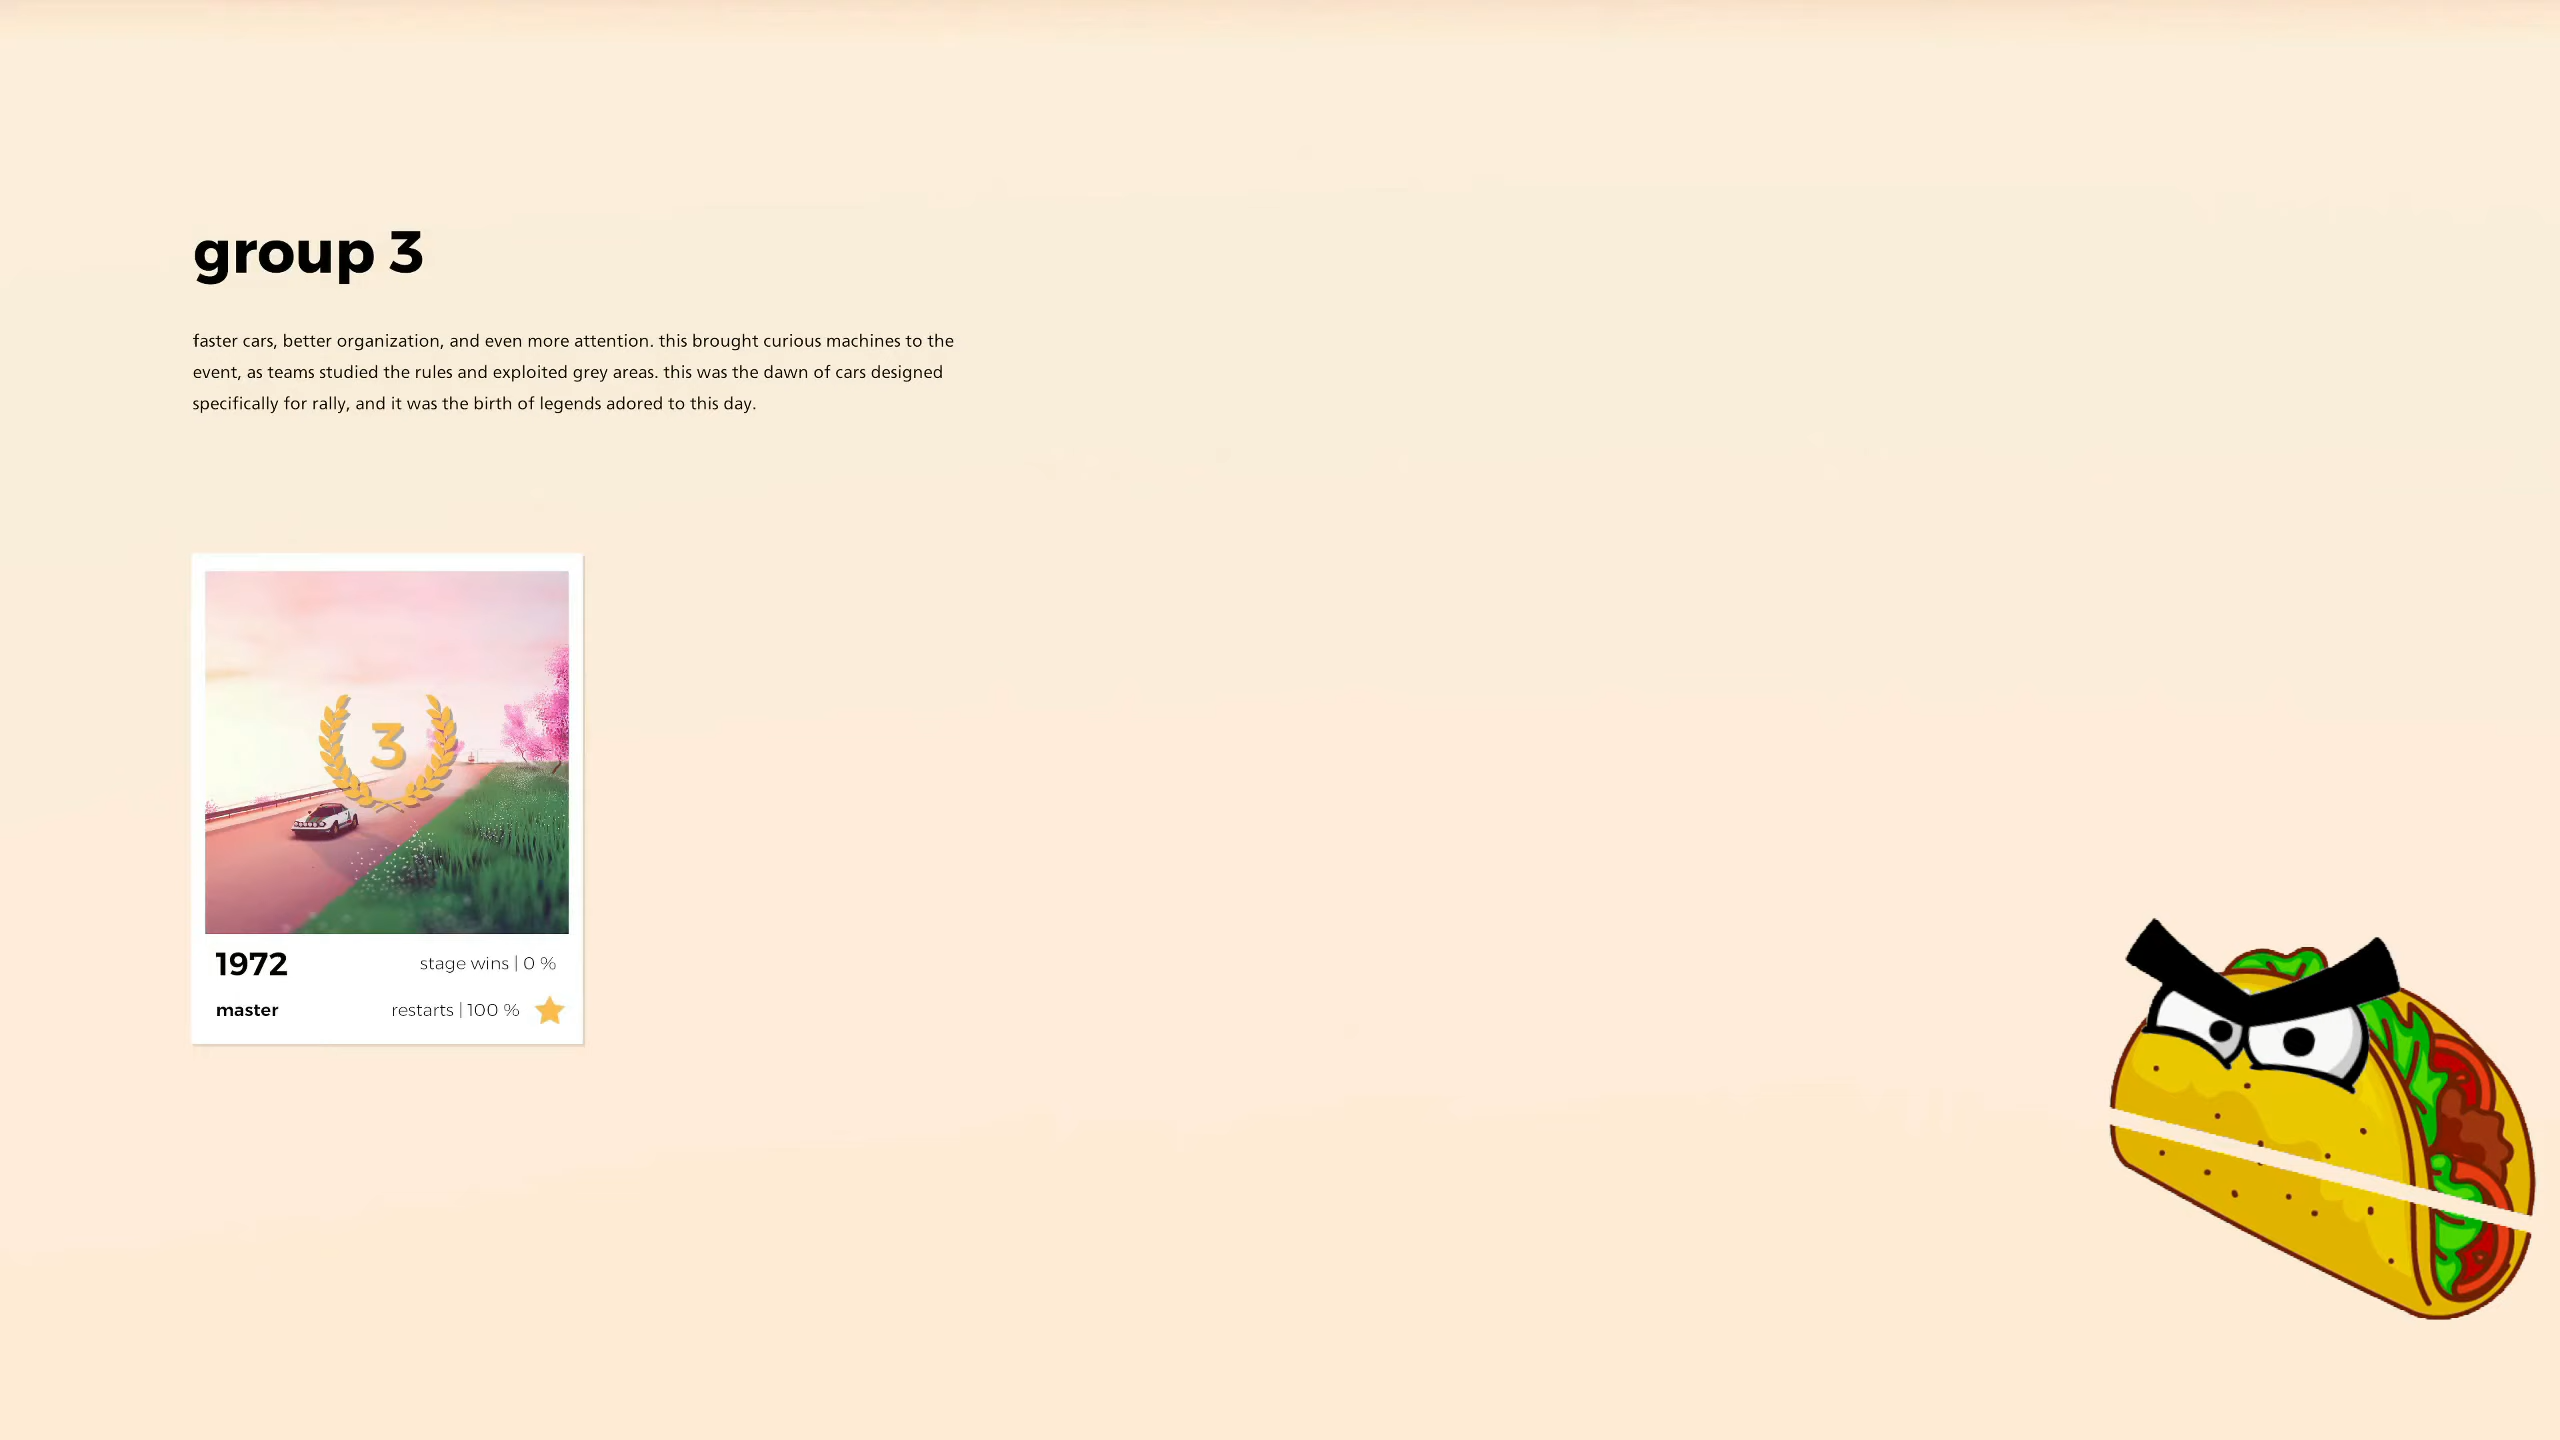 group 3
faster cars, better organization, and even more attention. this brought curious machines to the
event, as teams studied the rules and exploited grey areas. this was the dawn of cars designed
specifically for rally, and it was the birth of legends adored to this day.
3
1972
stage wins | 0 %
master
restarts | 100 %